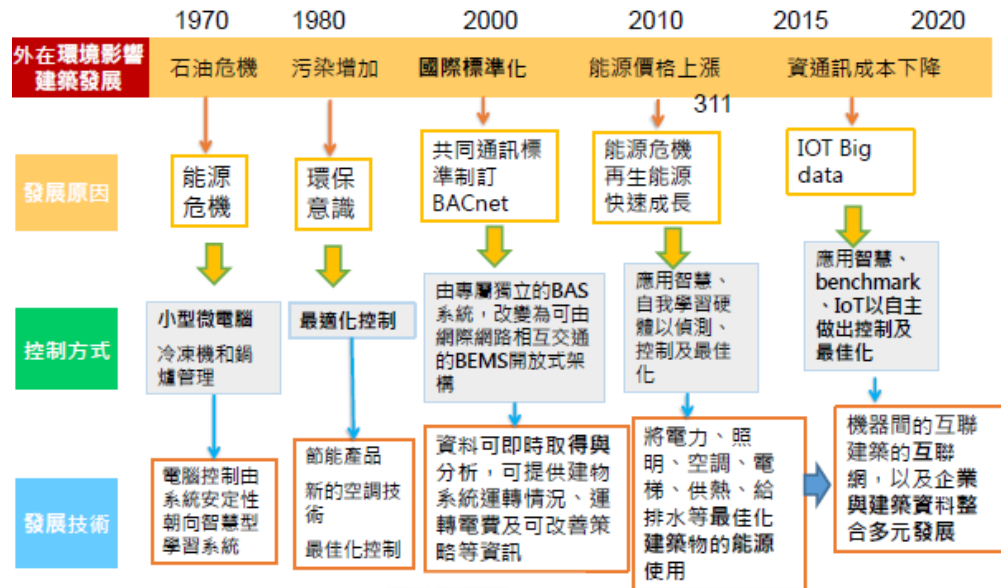 1970
1980
2000
2010
2015
2020
外在環境影響
建築發展
石油危機
污染增加
國際標準化
能源價格上漲
資通訊成本下降
311
發展原因
能源
危機
環保
意識
共同通訊標
準制訂
BACnet
能源危機
再生能源
快速成長
IOT Big
data
控制方式
小型微電腦
冷凍機和鍋
爐管理
最適化控制
由專屬獨立的BAS
系統，改變為可由
網際網路相互交通
的BEMS開放式架
構
應用智慧、
自我學習硬
體以偵測、
控制及最佳
化
應用智慧、
benchmark
、IoT以自主
做出控制及
最佳化
發展技術
電腦控制由
系統安定性
朝向智慧型
學習系統
節能產品
新的空調技
術
最佳化控制
資料可即時取得與
分析，可提供建物
系統運轉情況、運
轉電費及可改善策
略等資訊
將電力、照
明、空調、電
梯、供熱、給
排水等最佳化
建築物的能源
使用
機器間的互聯
建築的互聯
網，以及企業
與建築資料整
合多元發展